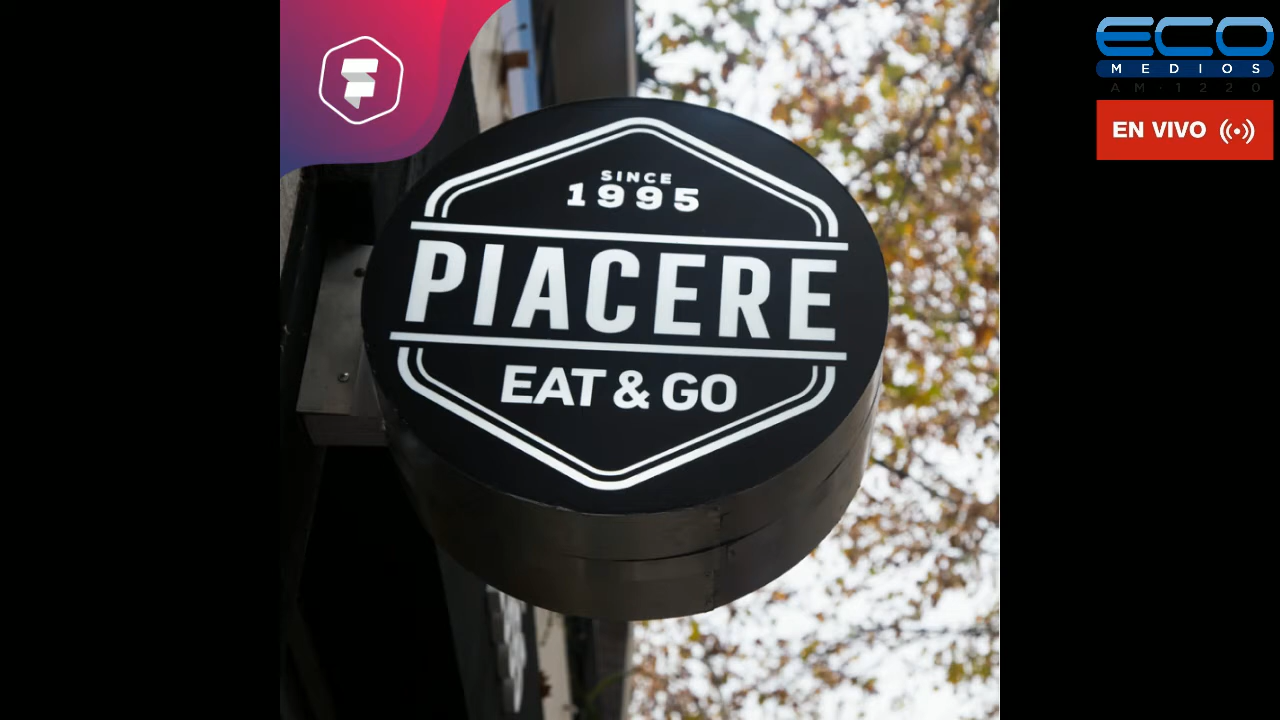 SINCE
1995
PIACERE
EAT & GO
ECO
MEDIOS
AM·1220
EN VIVO
F